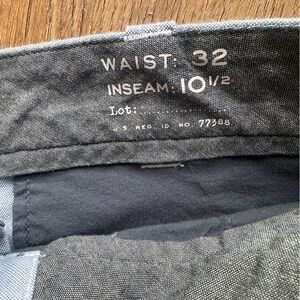 WAIST: 32
INSEAM: 10 1/2
Lot:
U S REG. ID NO. 77388